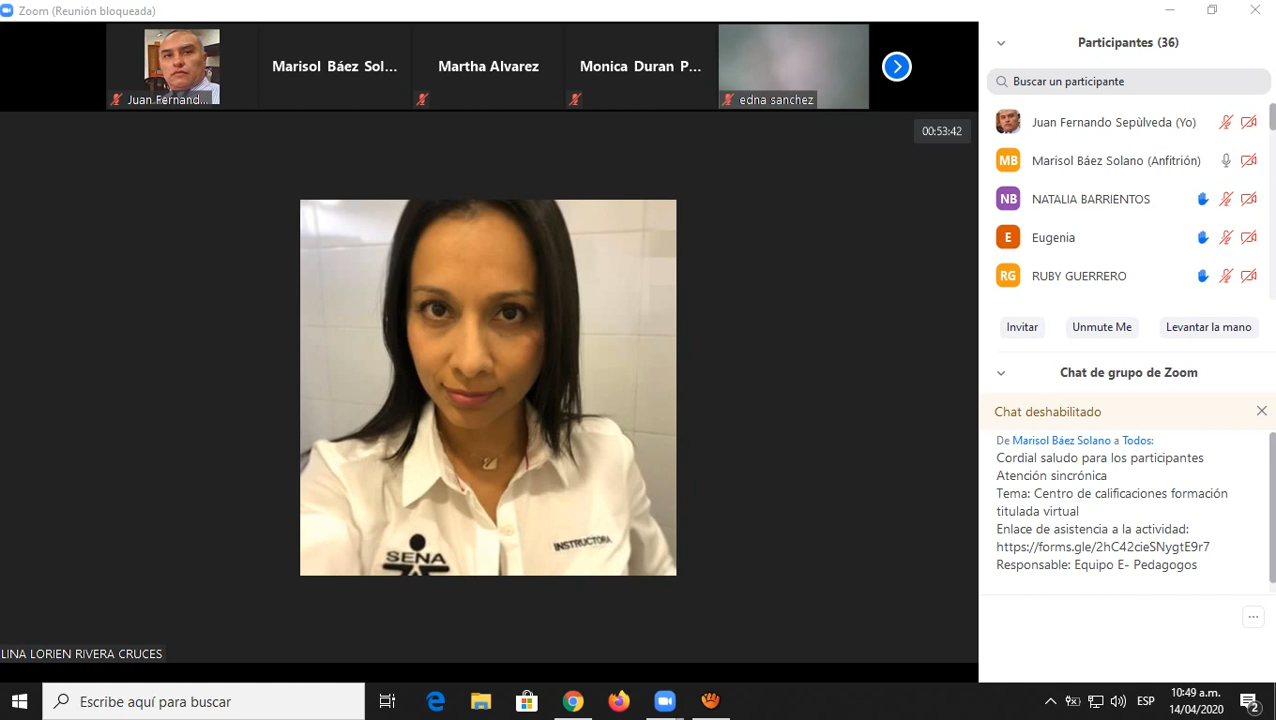 Zoom (Reunión bloqueada)
Juan Fernand...
Marisol Báez Sol...
Martha Alvarez
Monica Duran P...
edna sanchez
00:53:42
SENA
INSTRUCTORA
LINA LORIEN RIVERA CRUCES
Participantes (36)
Buscar un participante
Juan Fernando Sepùlveda (Yo)
MB Marisol Báez Solano (Anfitrión)
NB NATALIA BARRIENTOS
E Eugenia
RG RUBY GUERRERO
Invitar Unmute Me Levantar la mano
Chat de grupo de Zoom
Chat deshabilitado
De Marisol Báez Solano a Todos:
Cordial saludo para los participantes
Atención sincrónica
Tema: Centro de calificaciones formación
titulada virtual
Enlace de asistencia a la actividad:
https://forms.gle/2hC42cieSNygtE9r7
Responsable: Equipo E- Pedagogos
Escribe aquí para buscar
ESP
10:49 a.m.
14/04/2020
2